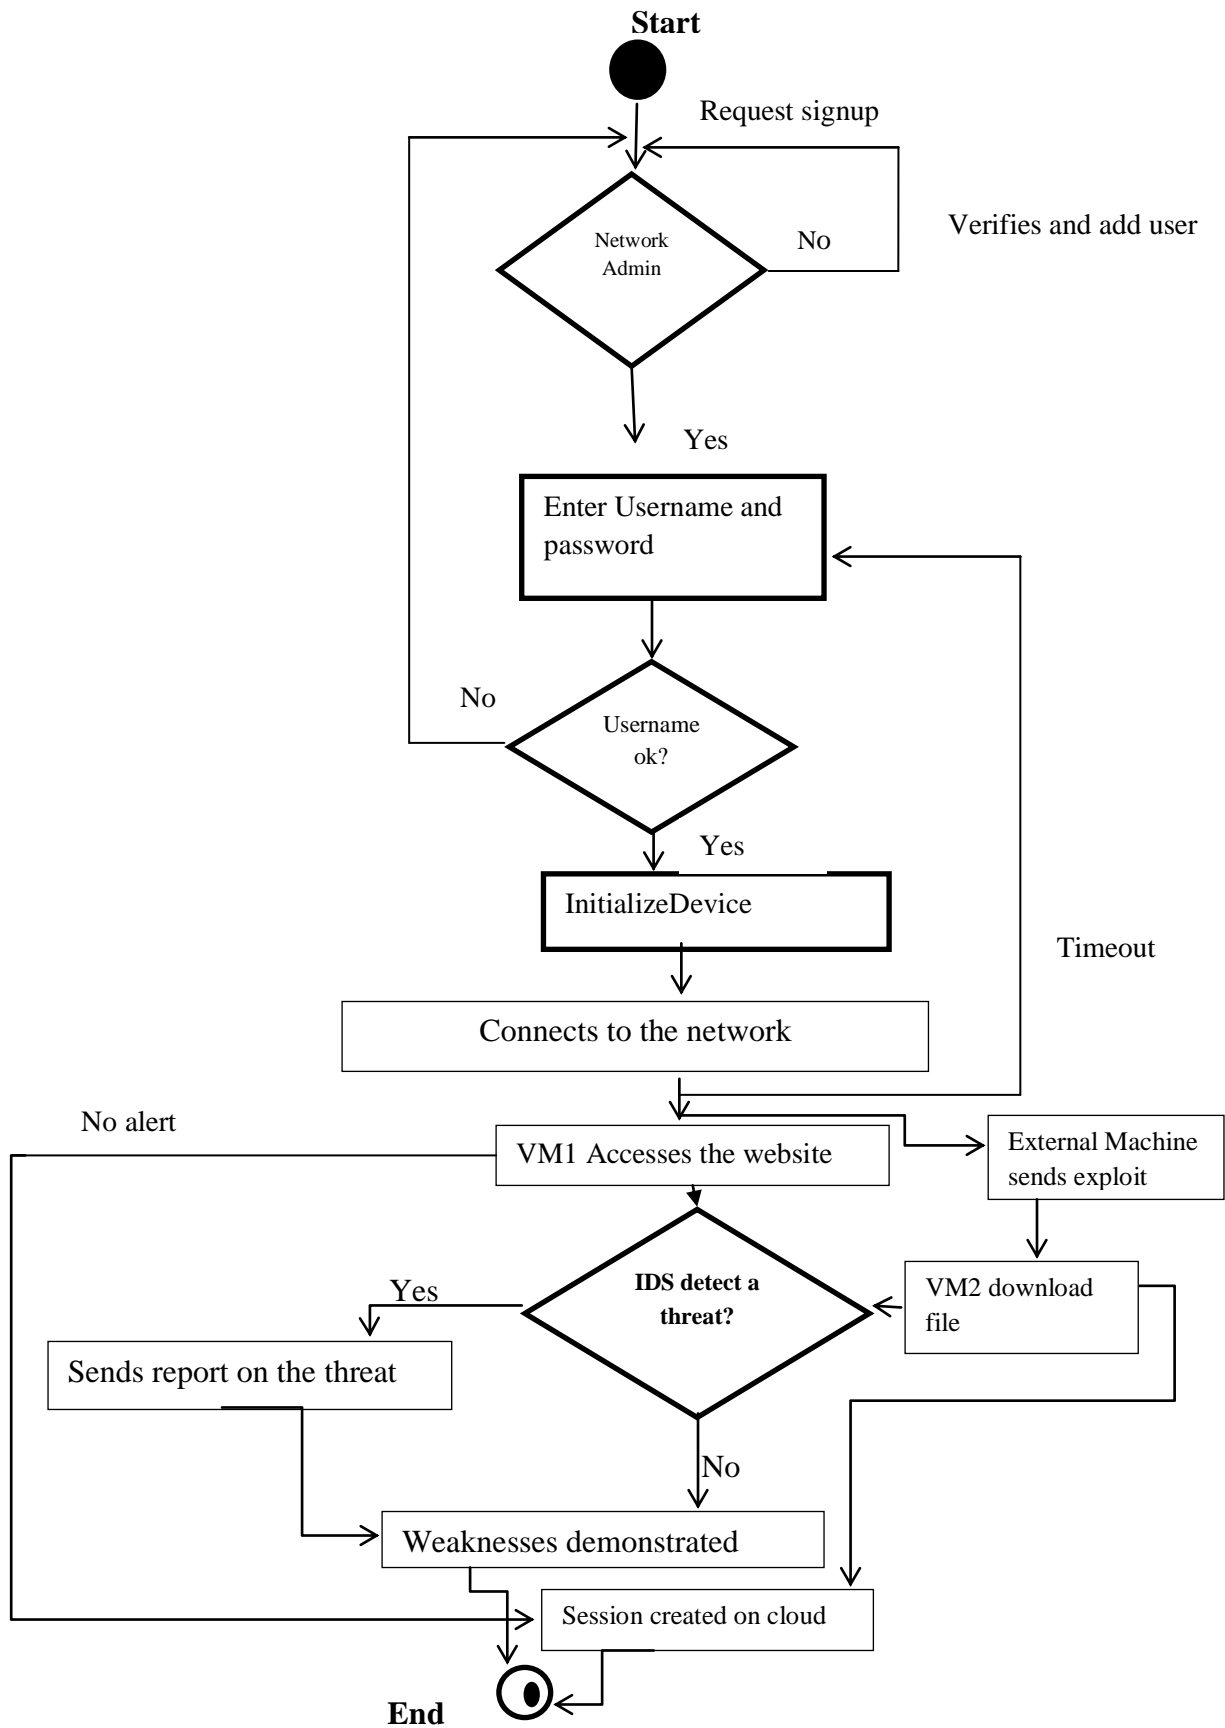 Start
Request signup
Verifies and add user
Network
Admin
No
Yes
Enter Username and
password
No
Username
ok?
Yes
InitializeDevice
Timeout
Connects to the network
No alert
VM1 Accesses the website
External Machine
sends exploit
IDS detect a
threat?
VM2 download
file
Yes
Sends report on the threat
No
Weaknesses demonstrated
Session created on cloud
End